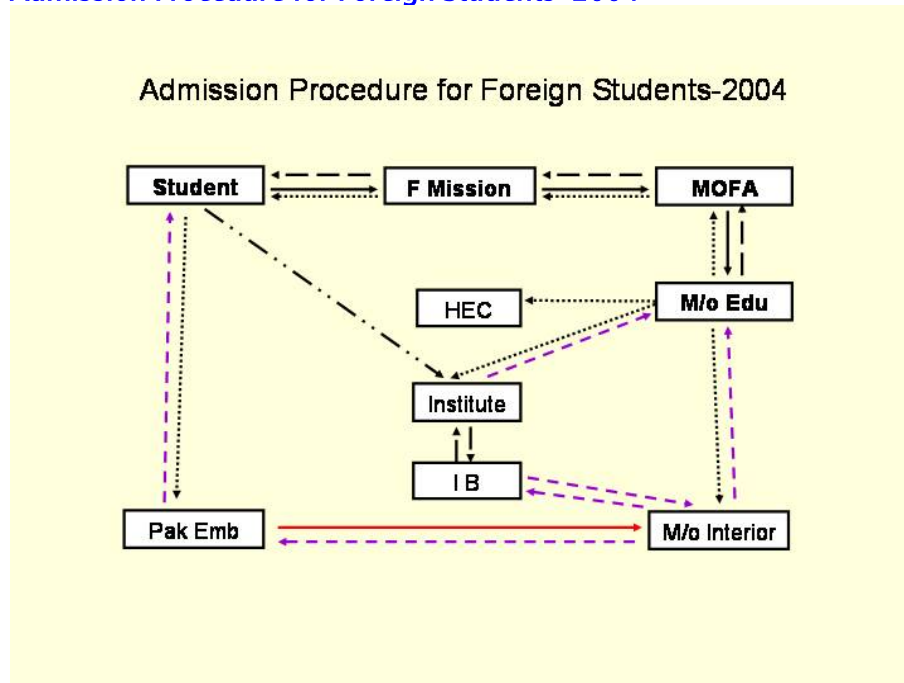 Admission Procedure for Foreign Students-2004
Student
F Mission
MOFA
HEC
M/o Edu
Institute
I B
Pak Emb
M/o Interior